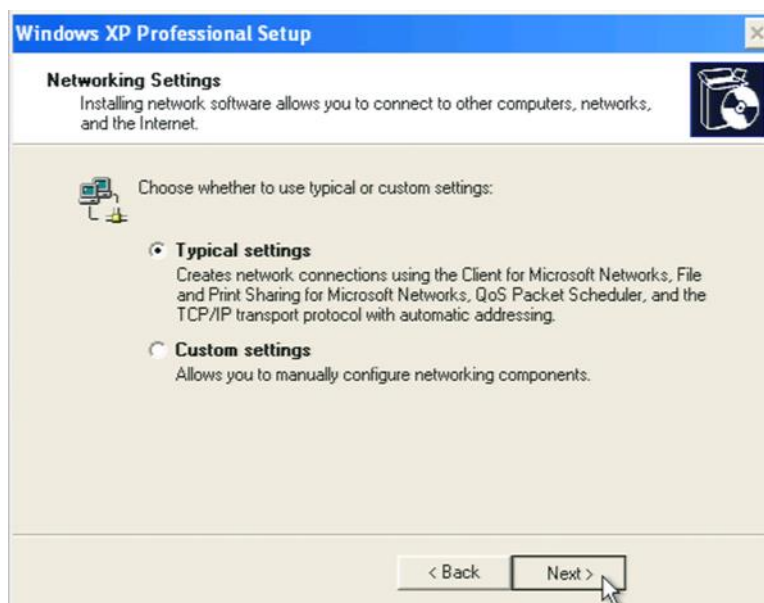 Windows XP Professional Setup
Networking Settings
Installing network software allows you to connect to other computers, networks,
and the Internet.
Choose whether to use typical or custom settings:
Typical settings
Creates network connections using the Client for Microsoft Networks, File
and Print Sharing for Microsoft Networks, QoS Packet Scheduler, and the
TCP/IP transport protocol with automatic addressing.
Custom settings
Allows you to manually configure networking components.
< Back Next >